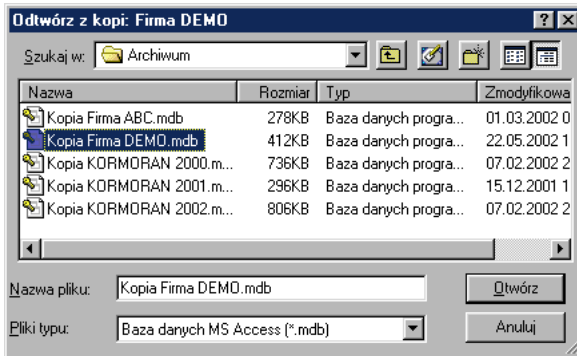 Odtwórz z kopi: Firma DEMO
Szukaj w: Archiwum
Nazwa Rozmiar Typ Zmodyfikowa
Kopia Firma ABC.mdb 278KB Baza danych progra... 01.03.2002 0
Kopia Firma DEMO.mdb 412KB Baza danych progra... 22.05.2002 1
Kopia KORMORAN 2000.m... 736KB Baza danych progra... 07.02.2002 2
Kopia KORMORAN 2001.m... 296KB Baza danych progra... 15.12.2001 1
Kopia KORMORAN 2002.m... 806KB Baza danych progra... 07.02.2002 2
Nazwa pliku: Kopia Firma DEMO.mdb Otwórz
Pliki typu: Baza danych MS Access (*.mdb) Anuluj